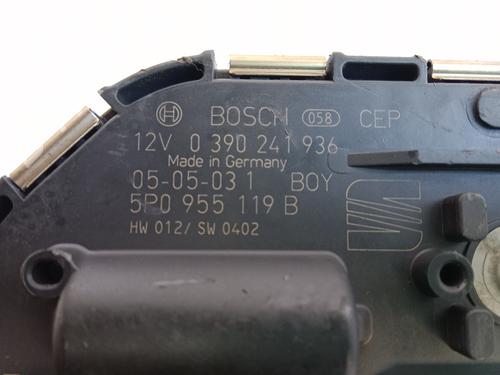 BOSCH 058 CEP
12V 0 390 241 936
Made in Germany
05-05-03 1 BOY
5P0 955 119 B
HW 012/ SW 0402